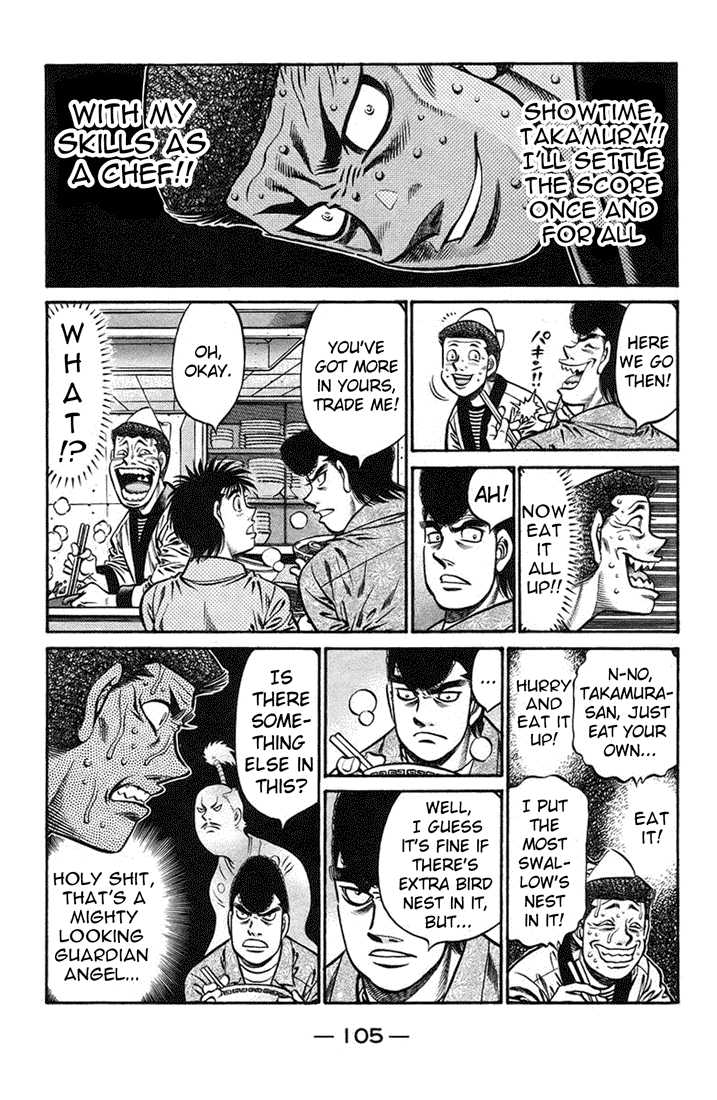 SHOWTIME,
TAKAMURA!!
I'LL SETTLE
THE SCORE
ONCE AND
FOR ALL
WITH MY
SKILLS AS
A CHEF!!
HERE
WE GO
THEN!
パキン!!
YOU'VE
GOT MORE
IN YOURS,
TRADE ME!
OH,
OKAY.
WHAT!?
NOW
EAT
IT
ALL
UP!!
AH!
N-NO,
TAKAMURA-
SAN, JUST
EAT YOUR
OWN...
HURRY
AND
EAT IT
UP!
EAT
IT!
I PUT
THE
MOST
SWAL-
LOW'S
NEST
IN IT!
...
WELL,
I GUESS
IT'S FINE IF
THERE'S
EXTRA BIRD
NEST IN IT,
BUT...
IS
THERE
SOME-
THING
ELSE IN
THIS?
HOLY SHIT,
THAT'S A
MIGHTY
LOOKING
GUARDIAN
ANGEL...
— 105 —